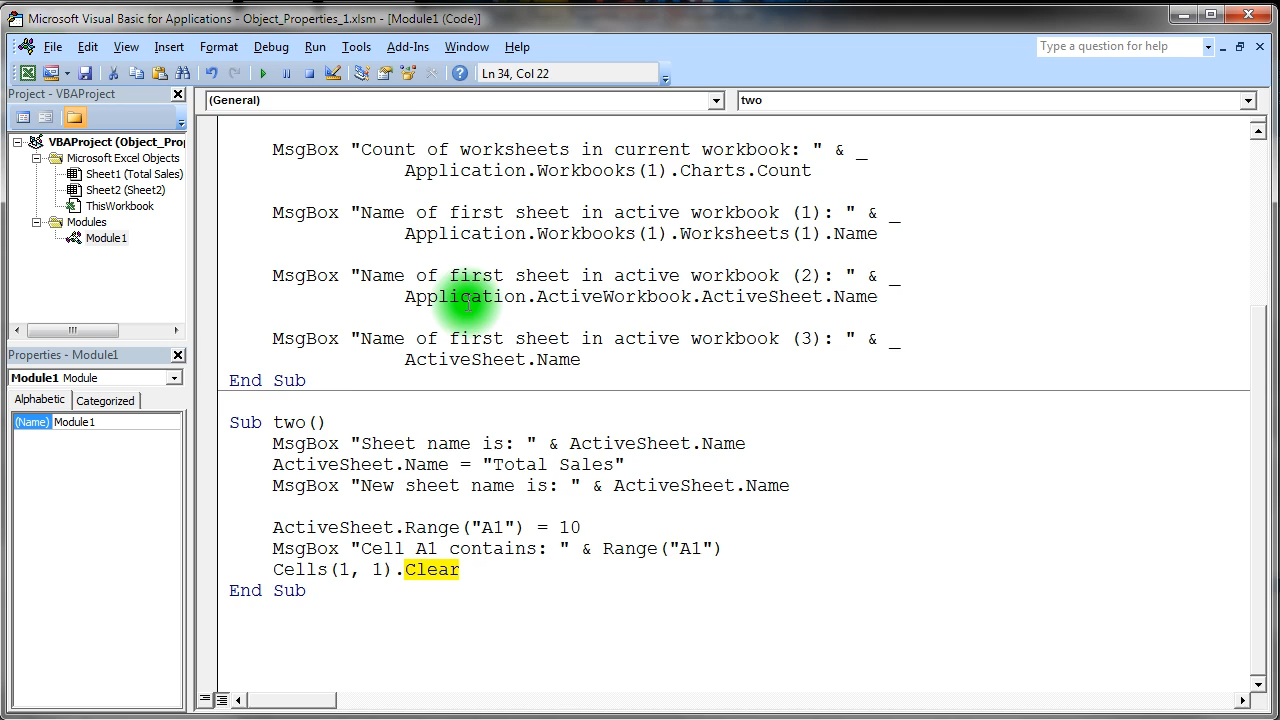 Microsoft Visual Basic for Applications - Object_Properties_1.xlsm - [Module1 (Code)]
File Edit View Insert Format Debug Run Tools Add-Ins Window Help
Type a question for help
Ln 34, Col 22
Project - VBAProject
VBAProject (Object_Pro
Microsoft Excel Objects
Sheet1 (Total Sales)
Sheet2 (Sheet2)
ThisWorkbook
Modules
Module1
Properties - Module1
Module1 Module
Alphabetic Categorized
(Name) Module1
(General) two
MsgBox "Count of worksheets in current workbook: " & _
Application.Workbooks(1).Charts.Count
MsgBox "Name of first sheet in active workbook (1): " & _
Application.Workbooks(1).Worksheets(1).Name
MsgBox "Name of first sheet in active workbook (2): " & _
Application.ActiveWorkbook.ActiveSheet.Name
MsgBox "Name of first sheet in active workbook (3): " & _
ActiveSheet.Name
End Sub
Sub two()
MsgBox "Sheet name is: " & ActiveSheet.Name
ActiveSheet.Name = "Total Sales"
MsgBox "New sheet name is: " & ActiveSheet.Name
ActiveSheet.Range("A1") = 10
MsgBox "Cell A1 contains: " & Range("A1")
Cells(1, 1).Clear
End Sub